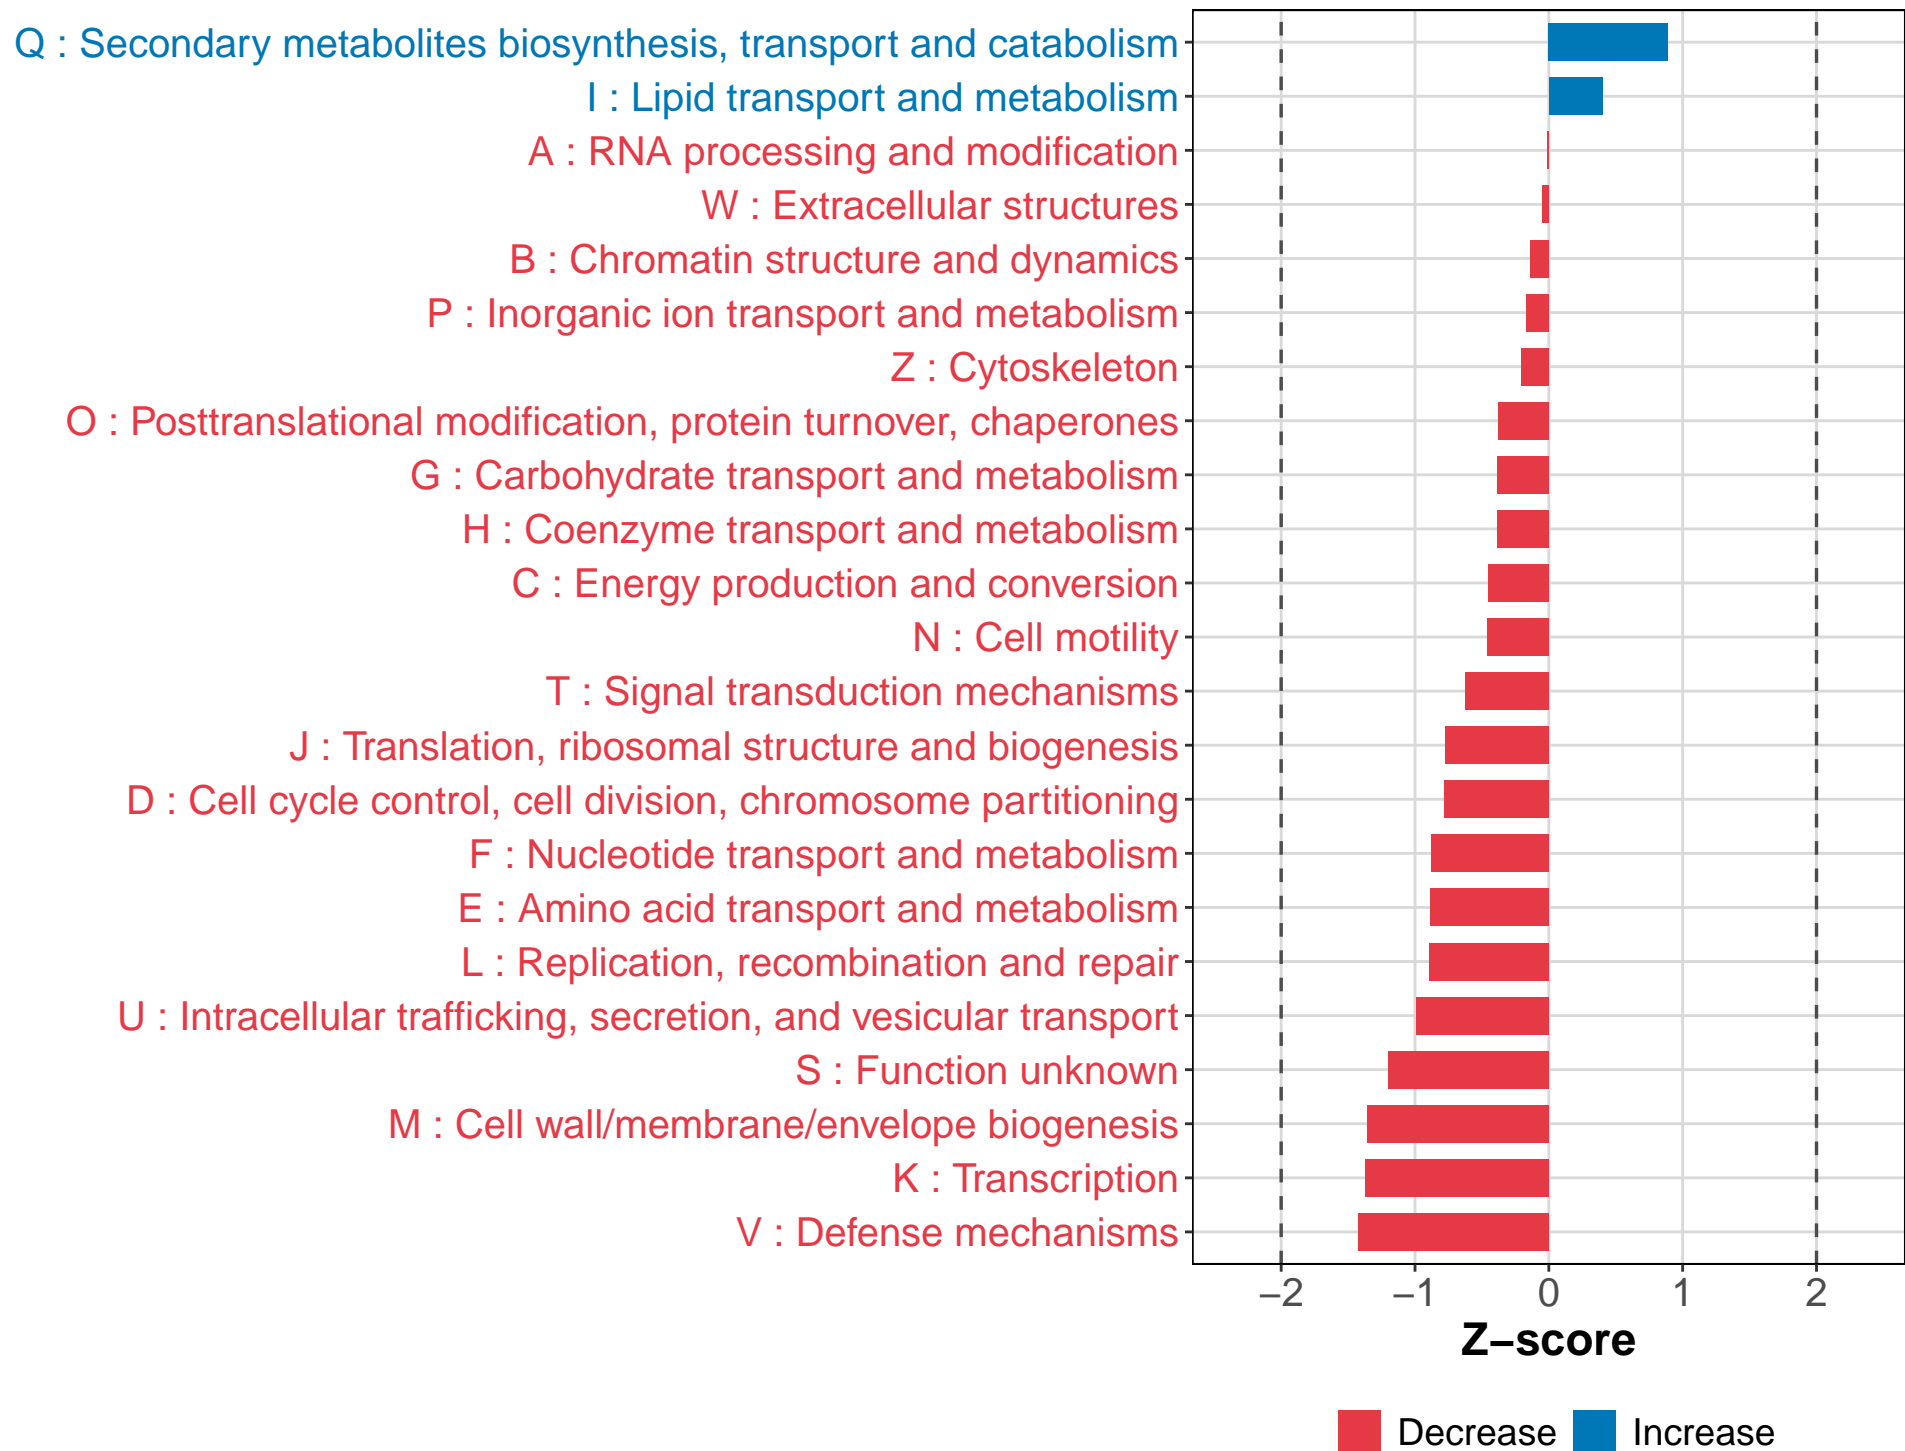 Q : Secondary metabolites biosynthesis, transport and catabolism
I : Lipid transport and metabolism
A : RNA processing and modification
W : Extracellular structures
B : Chromatin structure and dynamics
P : Inorganic ion transport and metabolism
Z : Cytoskeleton
O : Posttranslational modification, protein turnover, chaperones
G : Carbohydrate transport and metabolism
H : Coenzyme transport and metabolism
C : Energy production and conversion
N : Cell motility
T : Signal transduction mechanisms
J : Translation, ribosomal structure and biogenesis
D : Cell cycle control, cell division, chromosome partitioning
F : Nucleotide transport and metabolism
E : Amino acid transport and metabolism
L : Replication, recombination and repair
U : Intracellular trafficking, secretion, and vesicular transport
S : Function unknown
M : Cell wall/membrane/envelope biogenesis
K : Transcription
V : Defense mechanisms
−2 −1 0 1 2
Z−score
Decrease Increase